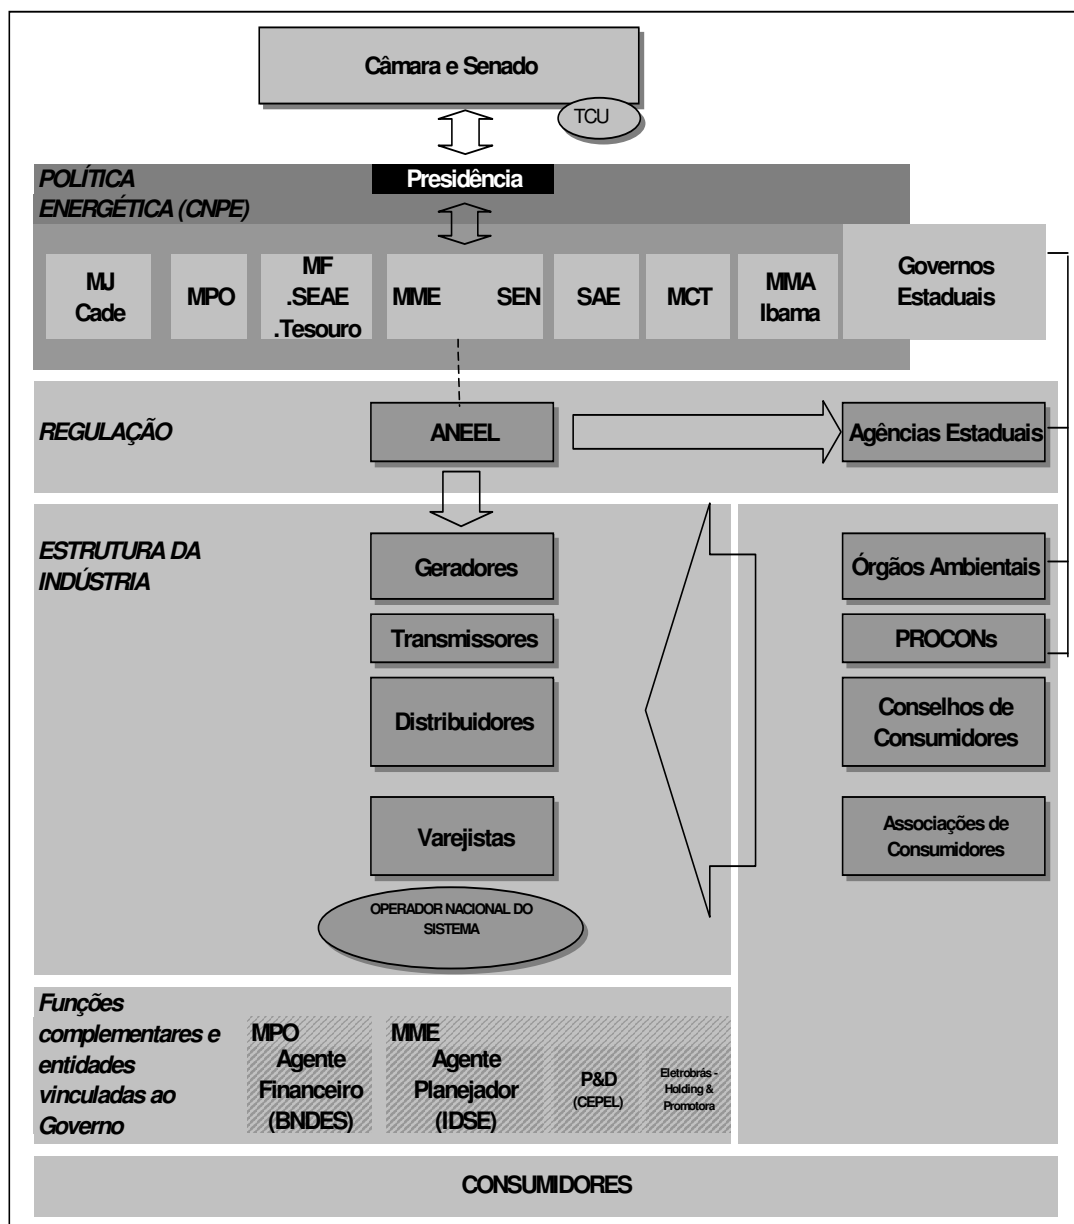 Câmara e Senado
TCU
POLÍTICA
ENERGÉTICA (CNPE)
Presidência
MJ
Cade
MPO
MF
.SEAE
.Tesouro
MME SEN
SAE
MCT
MMA
Ibama
Governos
Estaduais
REGULAÇÃO
ANEEL
Agências Estaduais
ESTRUTURA DA
INDÚSTRIA
Geradores
Transmissores
Distribuidores
Varejistas
OPERADOR NACIONAL DO
SISTEMA
Órgãos Ambientais
PROCONs
Conselhos de
Consumidores
Associações de
Consumidores
Funções
complementares e
entidades
vinculadas ao
Governo
MPO
Agente
Financeiro
(BNDES)
MME
Agente
Planejador
(IDSE)
P&D
(CEPEL)
Eletrobrás -
Holding &
Promotora
CONSUMIDORES